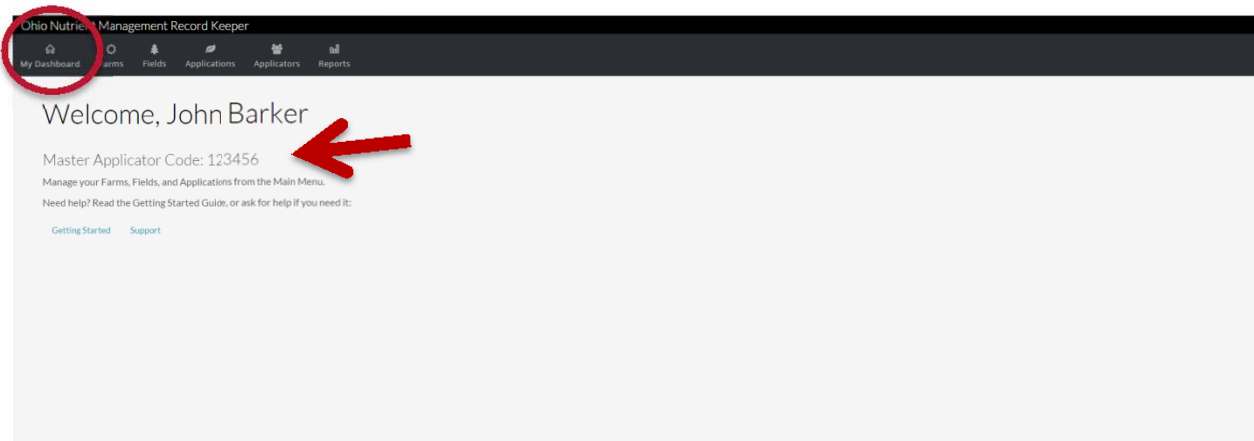 Ohio Nutrient Management Record Keeper
My Dashboard Farms Fields Applications Applicators Reports
Welcome, John Barker
Master Applicator Code: 123456
Manage your Farms, Fields, and Applications from the Main Menu.
Need help? Read the Getting Started Guide, or ask for help if you need it:
Getting Started Support